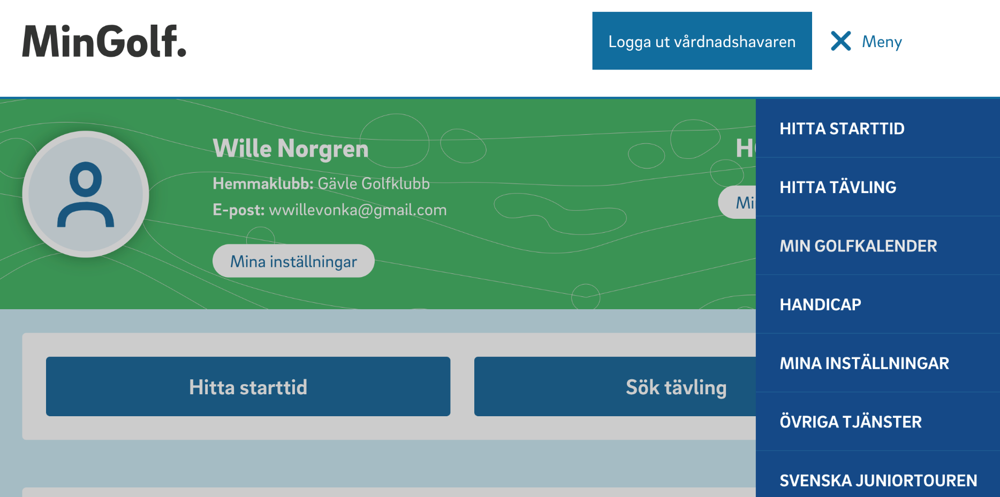 MinGolf.
Logga ut vårdnadshavaren
Meny
Wille Norgren
Hemmaklubb: Gävle Golfklubb
E-post: wwillevonka@gmail.com
Mina inställningar
Hitta starttid
Sök tävling
HITTA STARTTID
HITTA TÄVLING
MIN GOLFKALENDER
HANDICAP
MINA INSTÄLLNINGAR
ÖVRIGA TJÄNSTER
SVENSKA JUNIORTOUREN